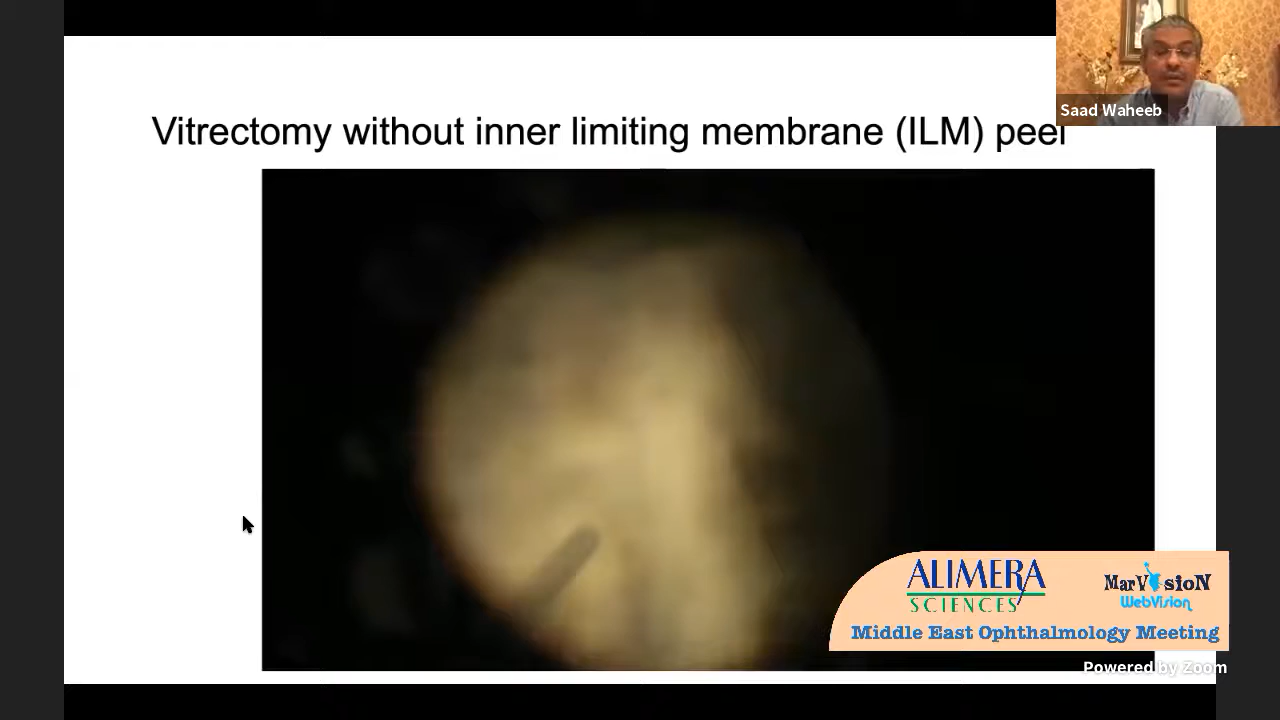 Saad Waheeb
Vitrectomy without inner limiting membrane (ILM) peel
ALIMERA
SCIENCES
MarVisioN
WebVision
Middle East Ophthalmology Meeting
Powered by Zoom